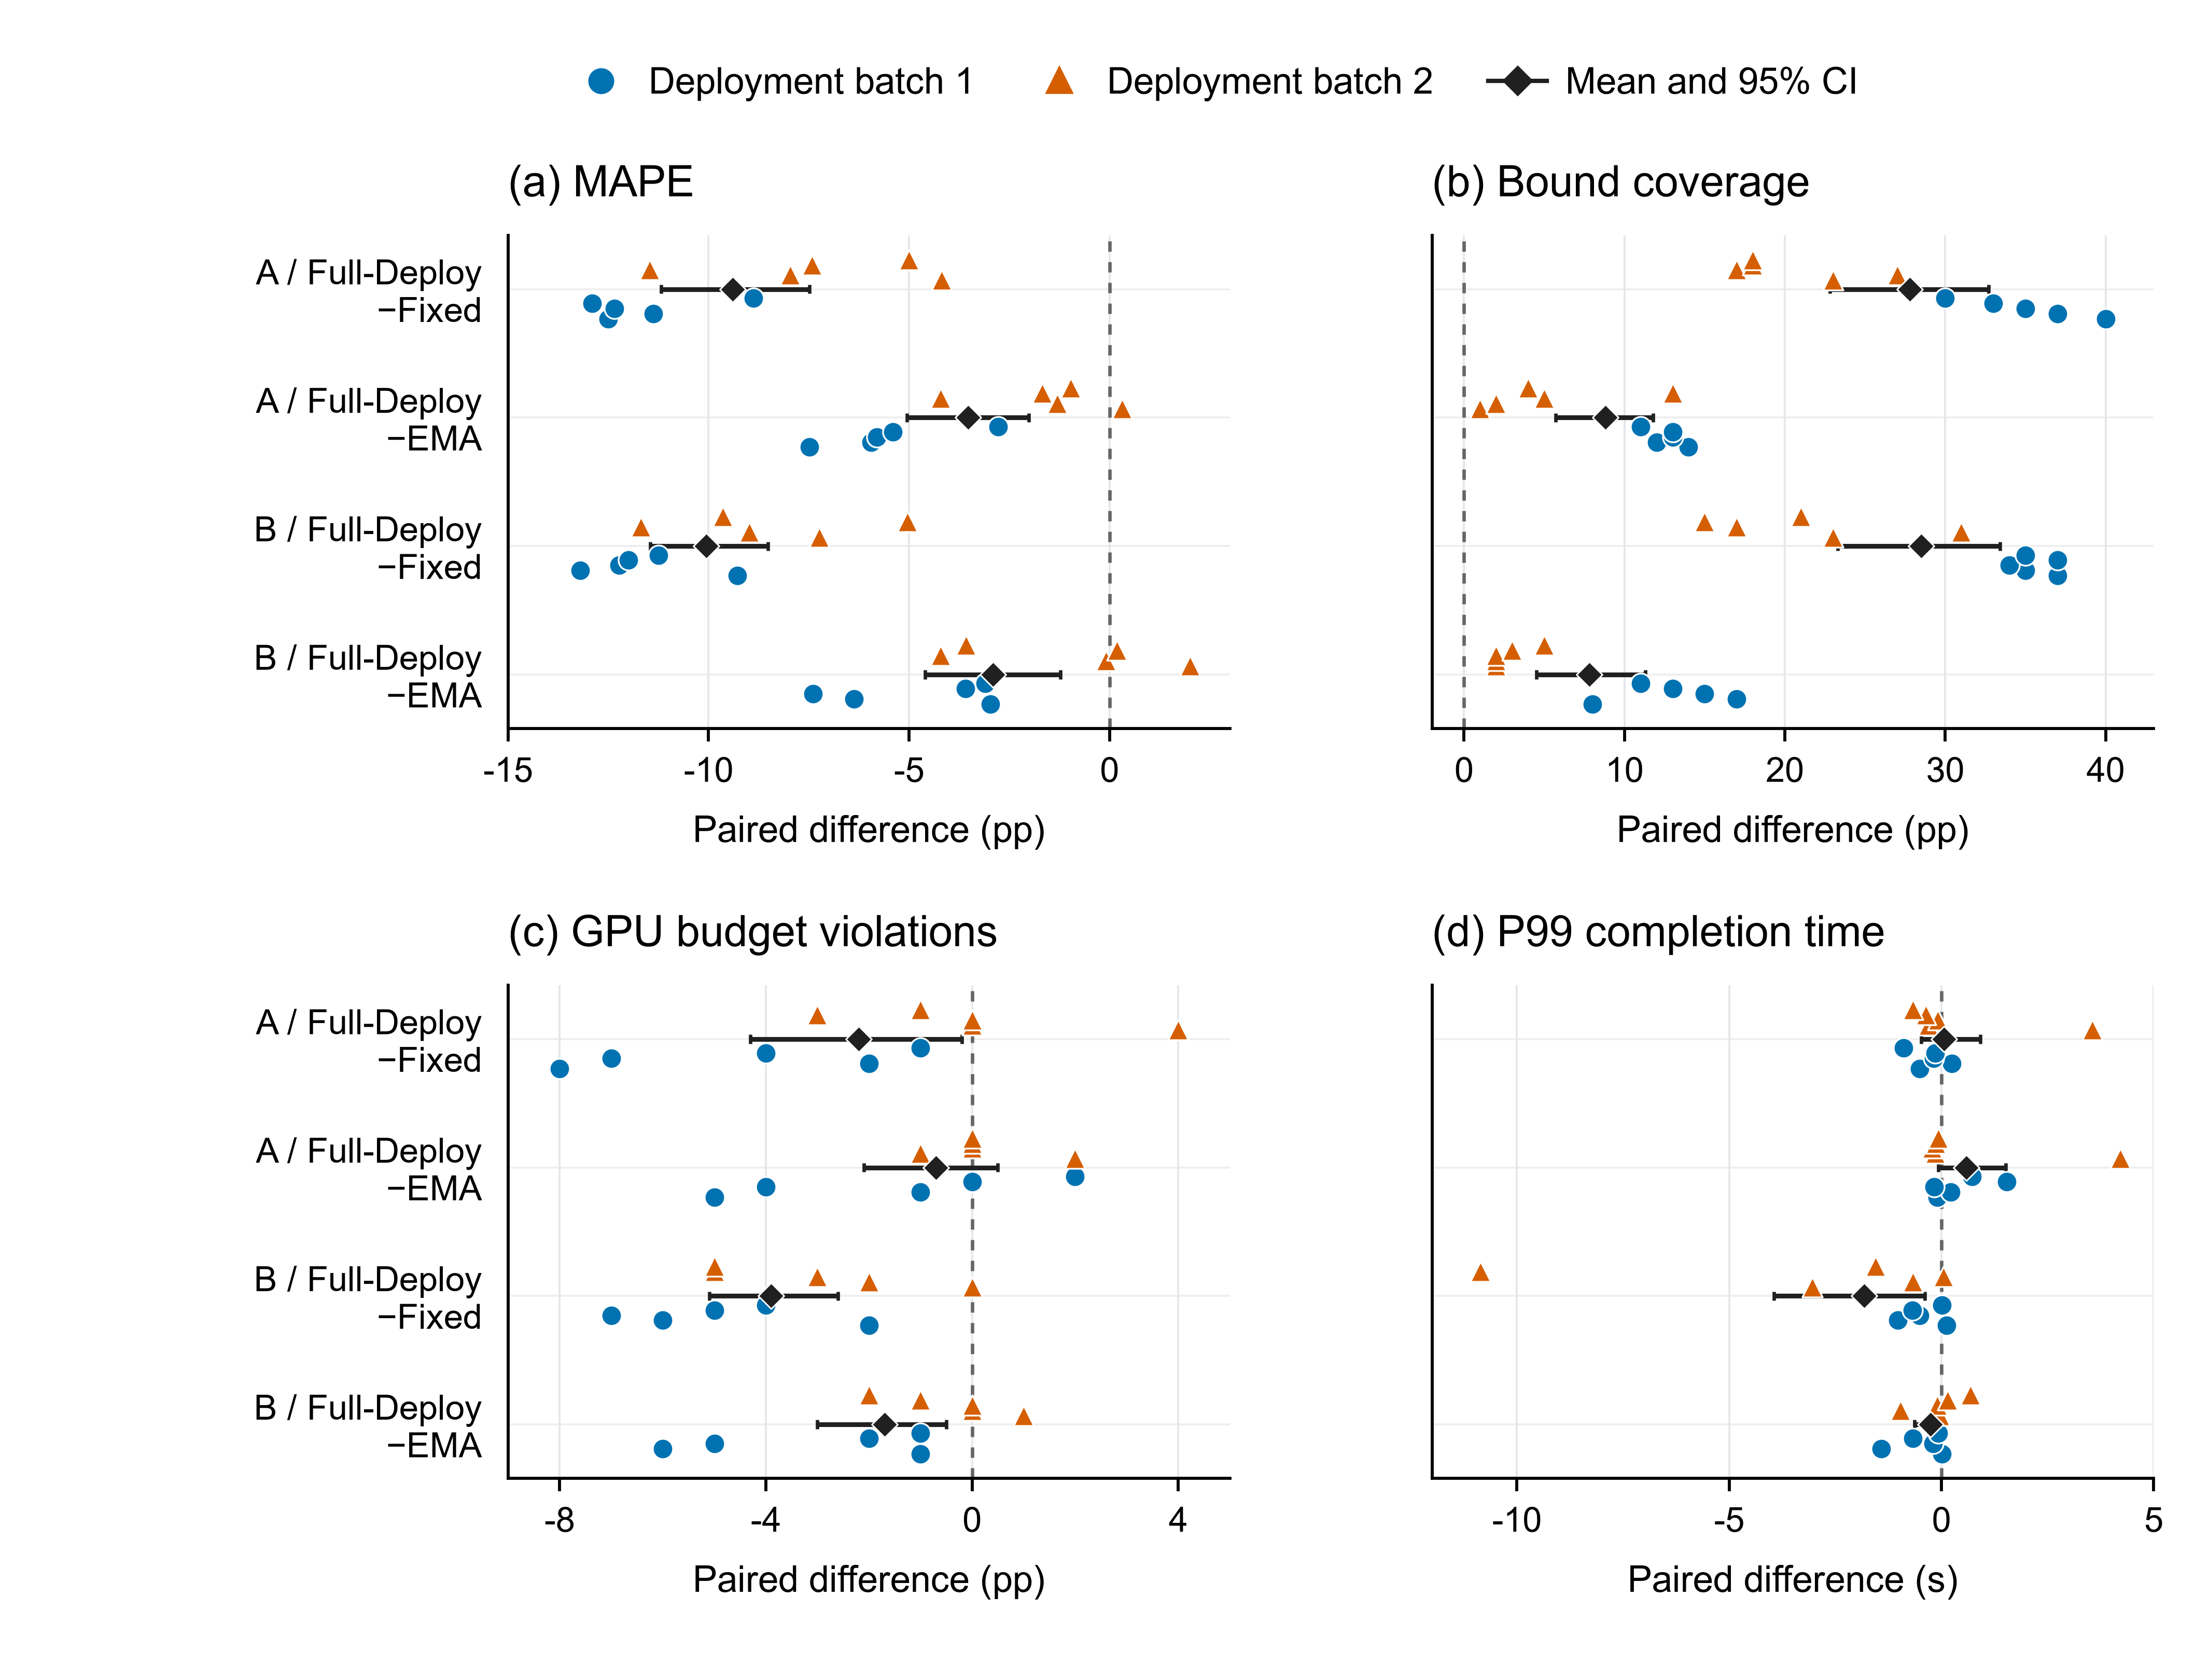 Deployment batch 1 Deployment batch 2 Mean and 95% CI
(a) MAPE
A / Full-Deploy
−Fixed
A / Full-Deploy
−EMA
B / Full-Deploy
−Fixed
B / Full-Deploy
−EMA
-15 -10 -5 0
Paired difference (pp)
(b) Bound coverage
0 10 20 30 40
Paired difference (pp)
(c) GPU budget violations
A / Full-Deploy
−Fixed
A / Full-Deploy
−EMA
B / Full-Deploy
−Fixed
B / Full-Deploy
−EMA
-8 -4 0 4
Paired difference (pp)
(d) P99 completion time
-10 -5 0 5
Paired difference (s)